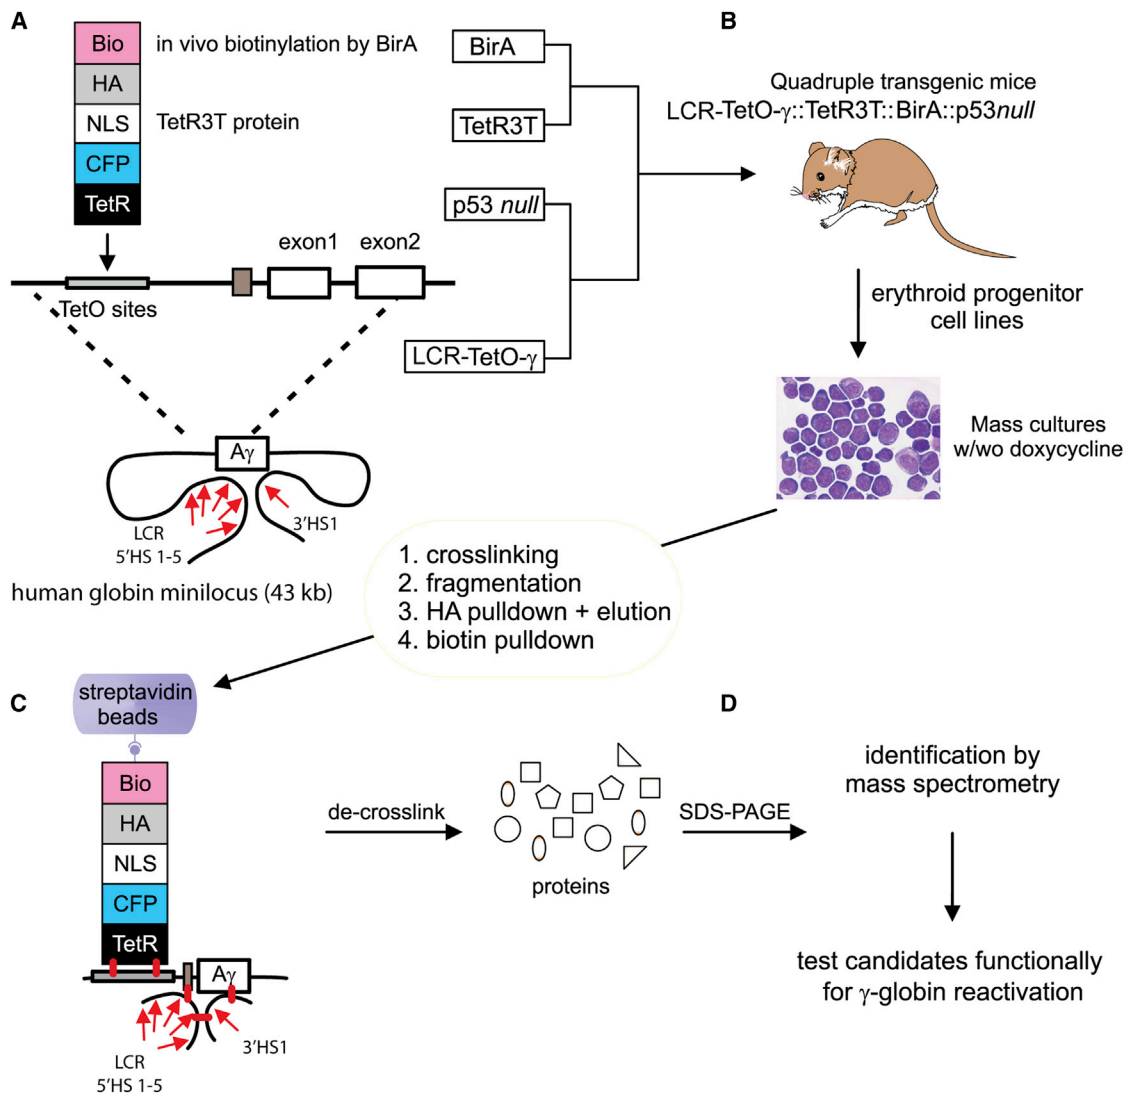 A
Bio
in vivo biotinylation by BirA
HA
NLS
TetR3T protein
CFP
TetR
exon1
exon2
TetO sites
Aγ
LCR
5'HS 1-5
3'HS1
human globin minilocus (43 kb)
BirA
TetR3T
p53 null
LCR-TetO-γ
B
Quadruple transgenic mice
LCR-TetO-γ::TetR3T::BirA::p53null
erythroid progenitor
cell lines
Mass cultures
w/wo doxycycline
1. crosslinking
2. fragmentation
3. HA pulldown + elution
4. biotin pulldown
C
streptavidin
beads
Bio
HA
NLS
CFP
TetR
Aγ
LCR
5'HS 1-5
3'HS1
de-crosslink
proteins
SDS-PAGE
D
identification by
mass spectrometry
test candidates functionally
for γ-globin reactivation